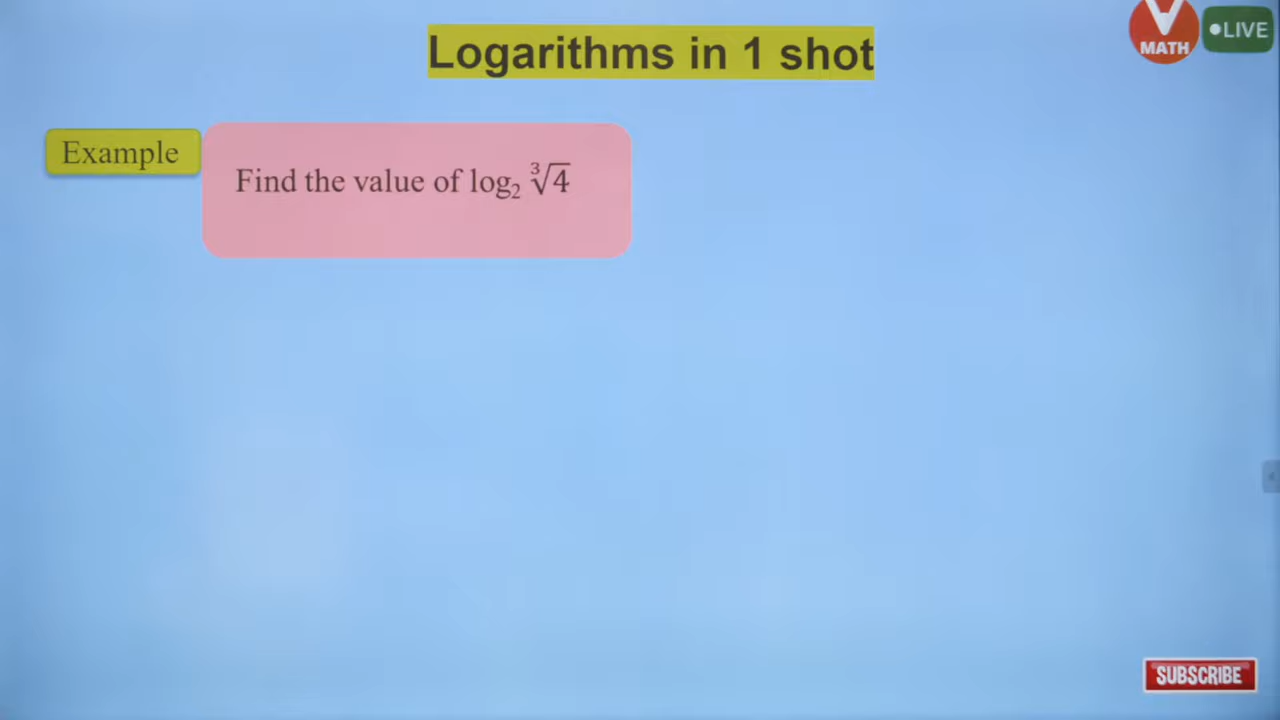 Logarithms in 1 shot
V
MATH
LIVE
Example
Find the value of log₂ ∛4
SUBSCRIBE